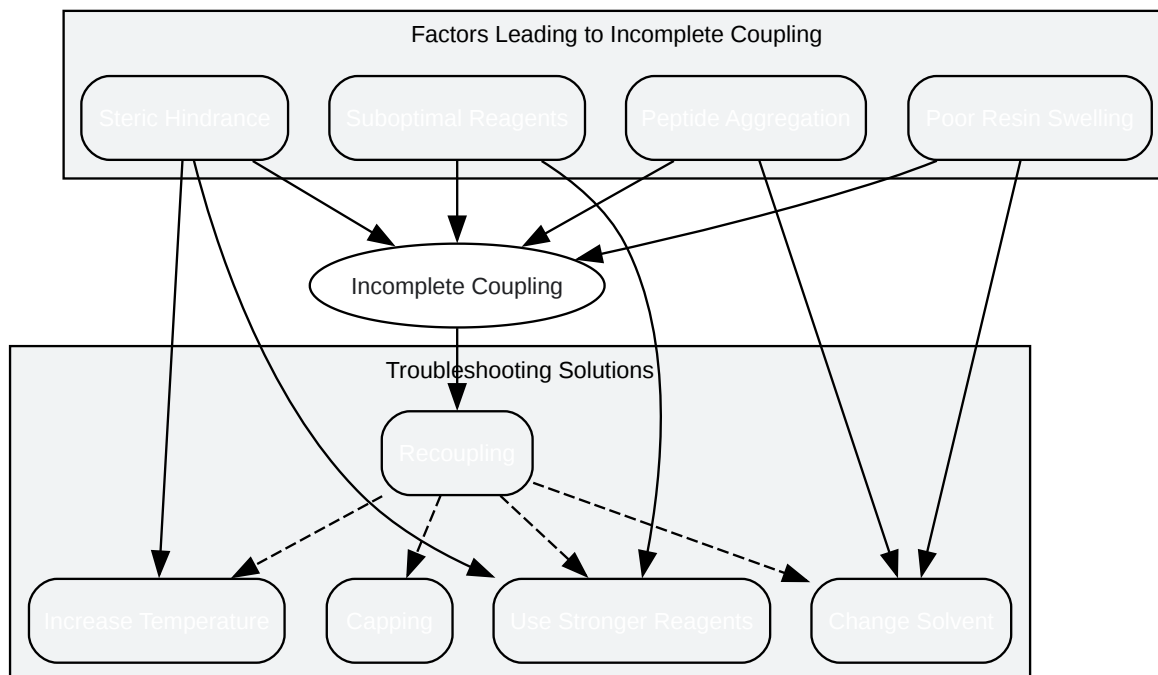 Factors Leading to Incomplete Coupling
Steric Hindrance
Suboptimal Reagents
Peptide Aggregation
Poor Resin Swelling
Incomplete Coupling
Troubleshooting Solutions
Recoupling
Increase Temperature
Capping
Use Stronger Reagents
Change Solvent